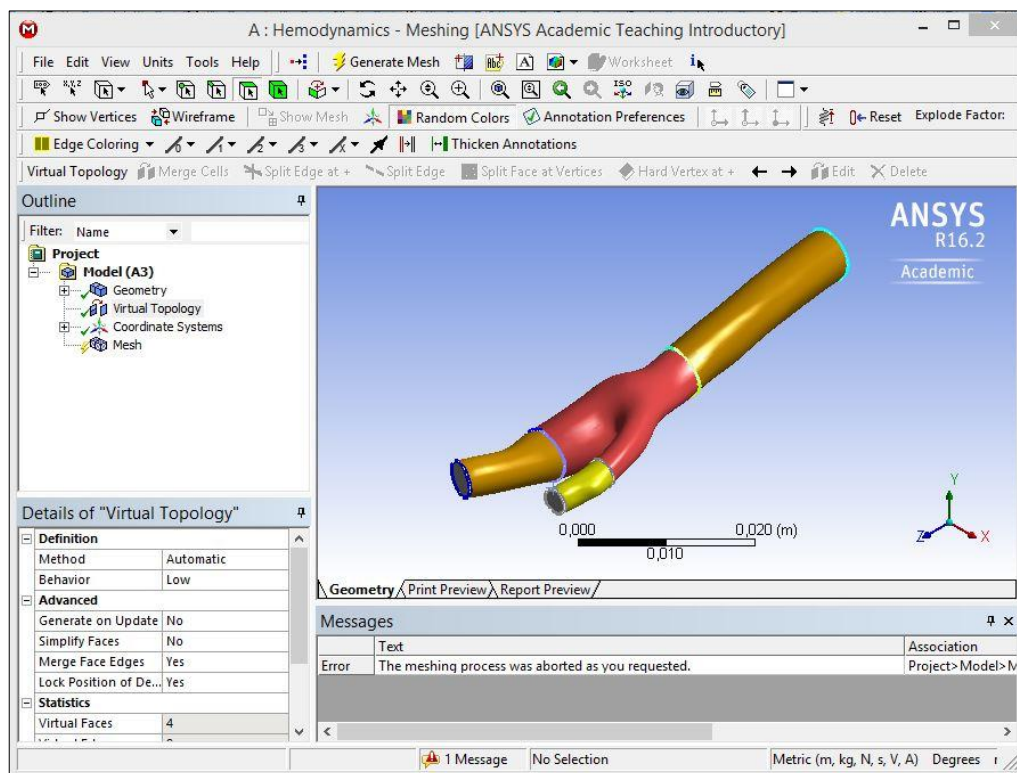 A : Hemodynamics - Meshing [ANSYS Academic Teaching Introductory]
File Edit View Units Tools Help Generate Mesh Abc A Worksheet
X,Y,Z ISO
Show Vertices Wireframe Show Mesh Random Colors Annotation Preferences Reset Explode Factor:
Edge Coloring Thicken Annotations
Virtual Topology Merge Cells Split Edge at + Split Edge Split Face at Vertices Hard Vertex at + Edit Delete
Outline
Filter: Name
Project
Model (A3)
Geometry
Virtual Topology
Coordinate Systems
Mesh
ANSYS
R16.2
Academic
0,000 0,020 (m)
0,010
Y
Z X
Geometry Print Preview Report Preview
Details of "Virtual Topology"
Definition
Method Automatic
Behavior Low
Advanced
Generate on Update No
Simplify Faces No
Merge Face Edges Yes
Lock Position of De... Yes
Statistics
Virtual Faces 4
Messages
Text Association
Error The meshing process was aborted as you requested. Project>Model>M
1 Message No Selection Metric (m, kg, N, s, V, A) Degrees